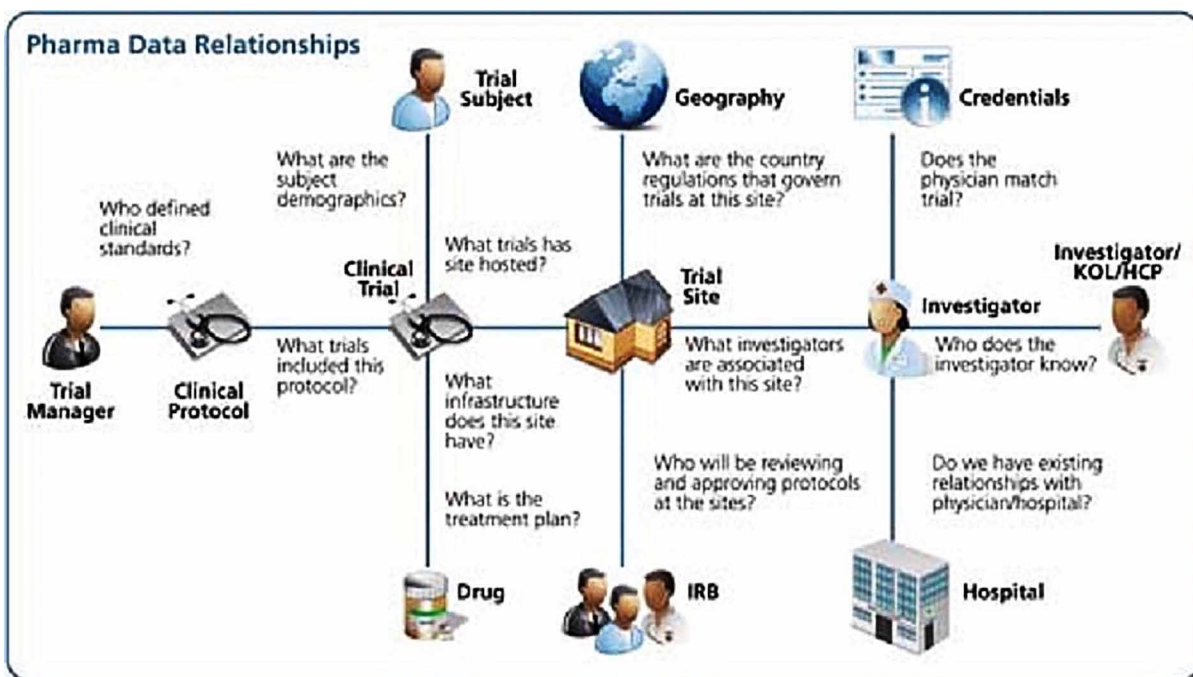 Pharma Data Relationships
Trial
Subject
Geography
Credentials
What are the
subject
demographics?
What are the country
regulations that govern
trials at this site?
Does the
physician match
trial?
Who defined
clinical
standards?
What trials has
site hosted?
Clinical
Trial
Trial
Site
Investigator
Investigator/
KOL/HCP
Trial
Manager
Clinical
Protocol
What trials
included this
protocol?
What
infrastructure
does this site
have?
What investigators
are associated
with this site?
Who does the
investigator know?
What is the
treatment plan?
Who will be reviewing
and approving protocols
at the sites?
Do we have existing
relationships with
physician/hospital?
Drug
IRB
Hospital